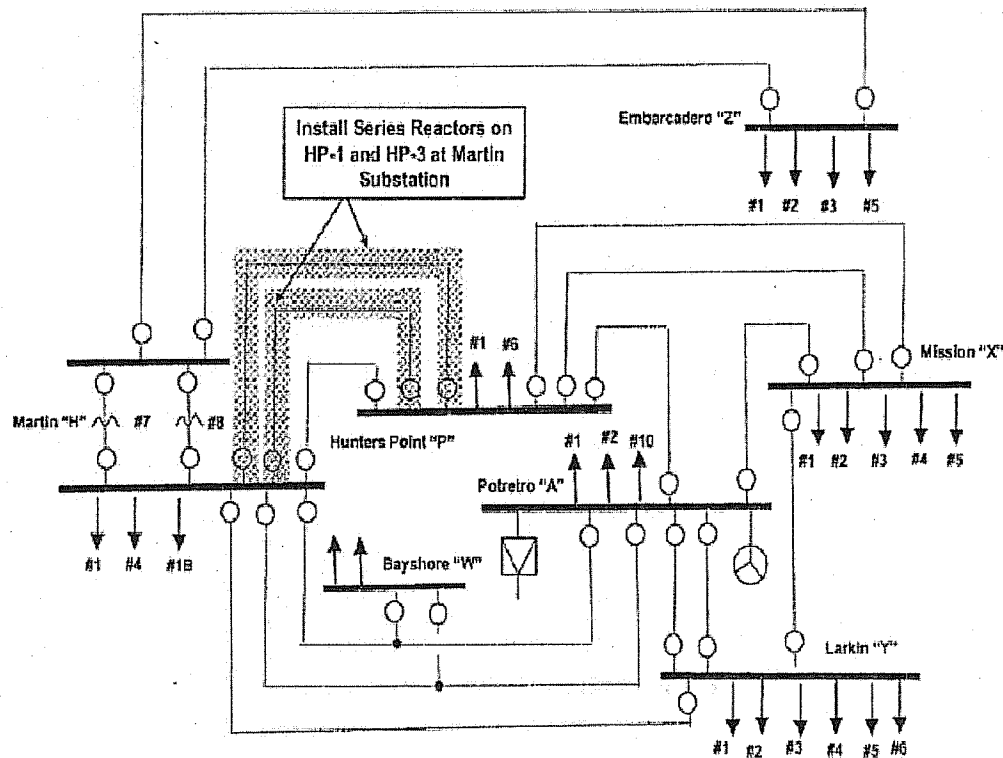 Embarcadero "Z"
Install Series Reactors on
HP-1 and HP-3 at Martin
Substation
#1 #2 #3 #5
#1 #6
Mission "X"
Martin "H" #7 #8
Hunters Point "P"
#1 #2 #10
#1 #2 #3 #4 #5
Potretro "A"
#1 #4 #1B
Bayshore "W"
Larkin "Y"
#1 #2 #3 #4 #5 #6